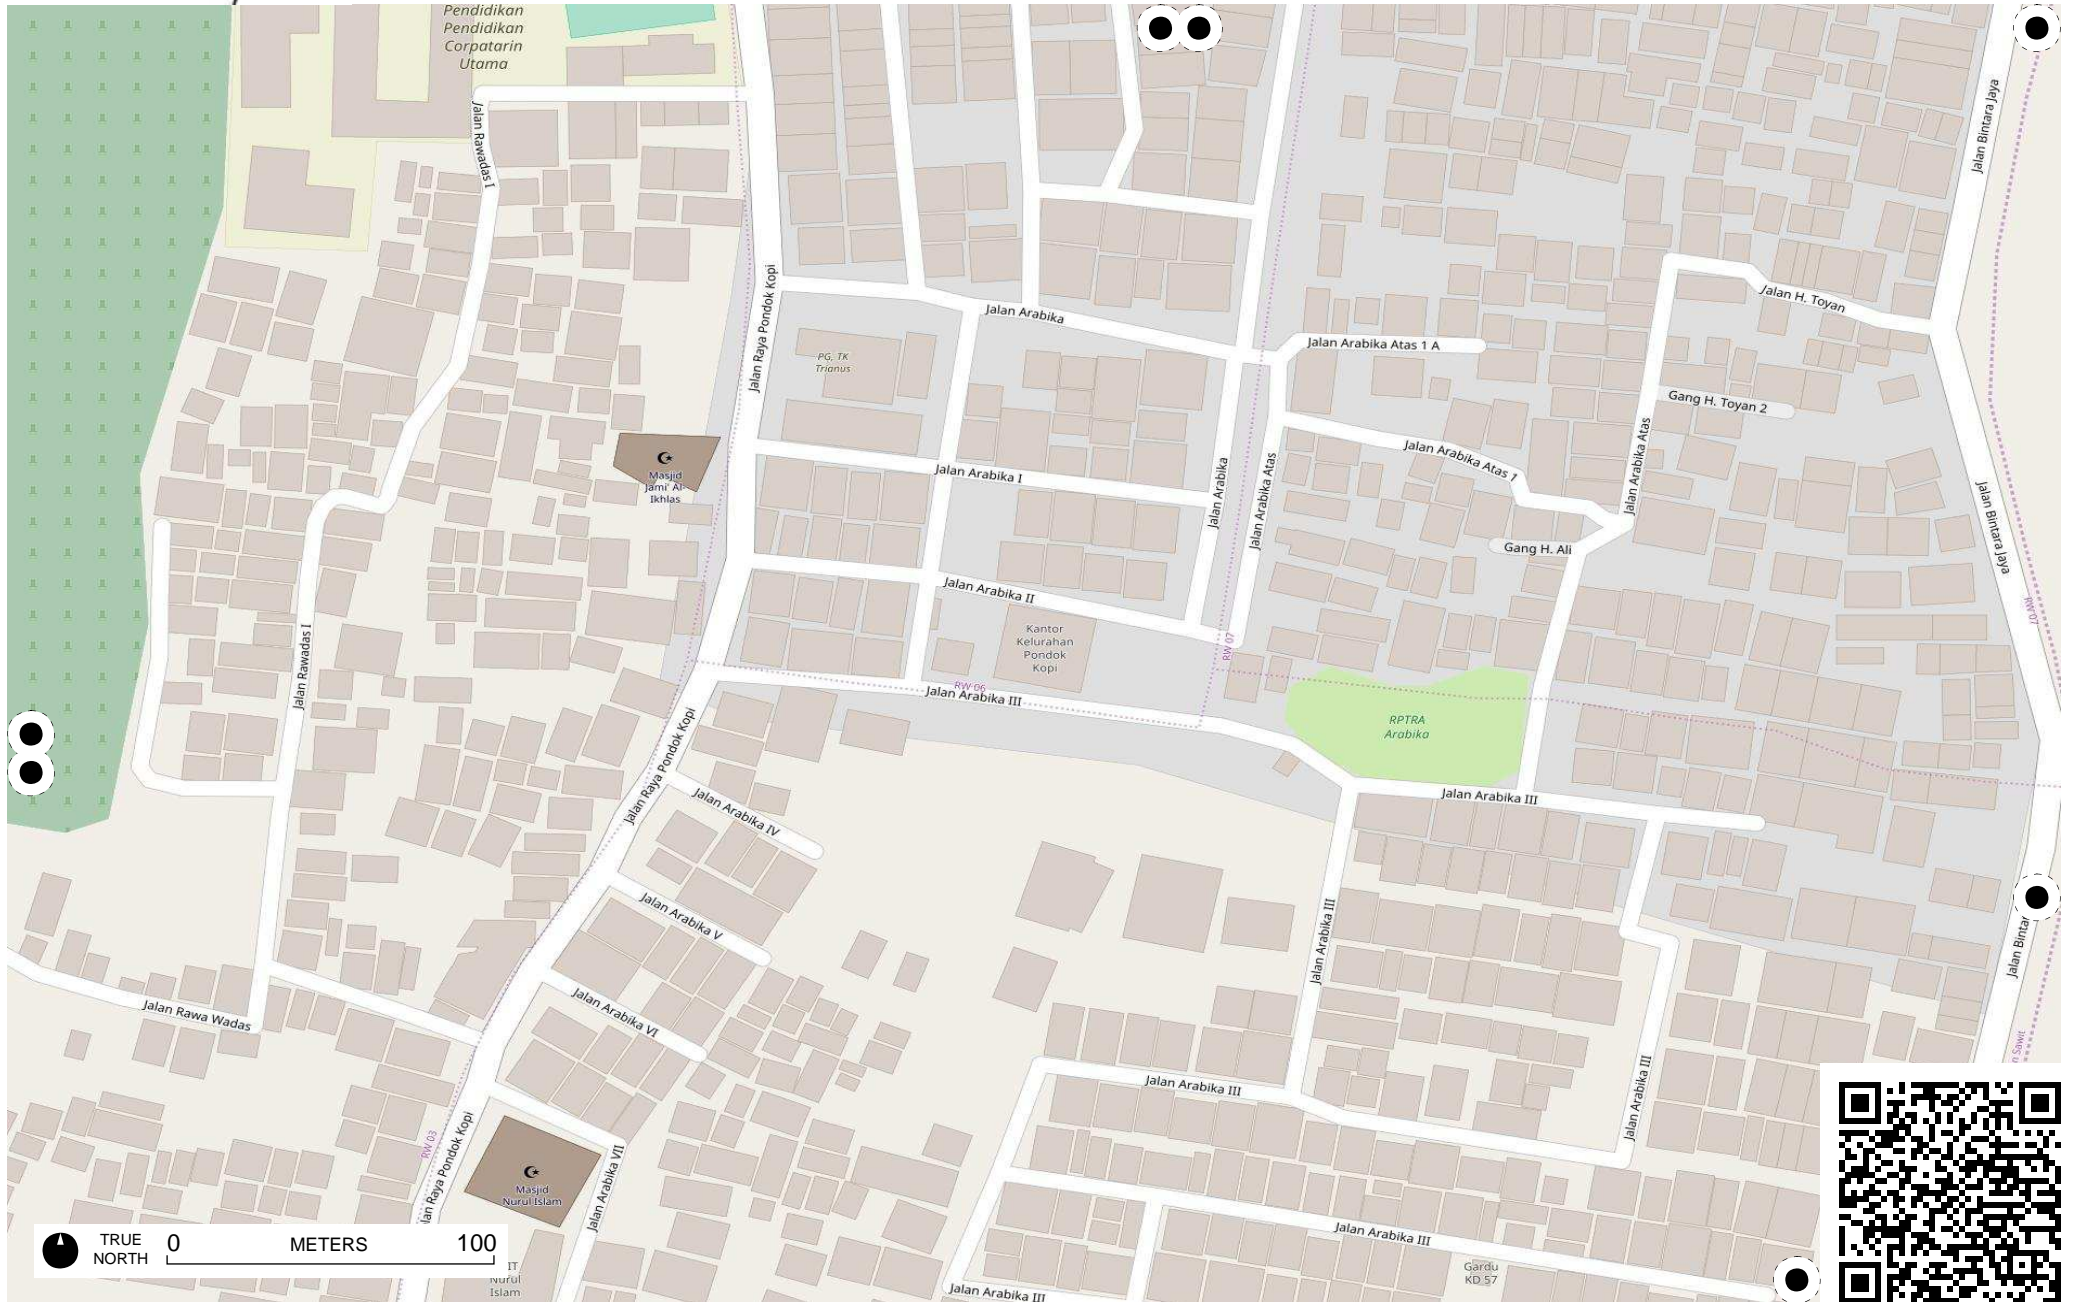 Pendidikan
Pendidikan
Corpatarin
Utama
Jalan Rawadas I
Jalan Bintara Jaya
Jalan Raya Pondok Kopi
Jalan Arabika
Jalan H. Toyan
Jalan Arabika Atas 1 A
PG, TK
Trianus
Gang H. Toyan 2
Jalan Arabika Atas
Masjid
Jami' Al-
Ikhlas
Jalan Arabika I
Jalan Arabika
Jalan Arabika Atas
Jalan Arabika Atas 1
Jalan Bintara Jaya
Gang H. Ali
Jalan Arabika II
RW 07
Kantor
Kelurahan
Pondok
Kopi
RW 07
Jalan Rawadas I
RW 06
Jalan Arabika III
RPTRA
Arabika
Jalan Raya Pondok Kopi
Jalan Arabika IV
Jalan Arabika III
Jalan Arabika V
Jalan Arabika III
Jalan Bintar
Jalan Rawa Wadas
Jalan Arabika VI
n Sawit
Jalan Arabika III
Jalan Arabika III
RW 03
Jalan Raya Pondok Kopi
Masjid
Nurul Islam
Jalan Arabika VII
Jalan Arabika III
TRUE
NORTH
0 METERS 100
IT
Nurul
Islam
Gardu
KD 57
Jalan Arabika III